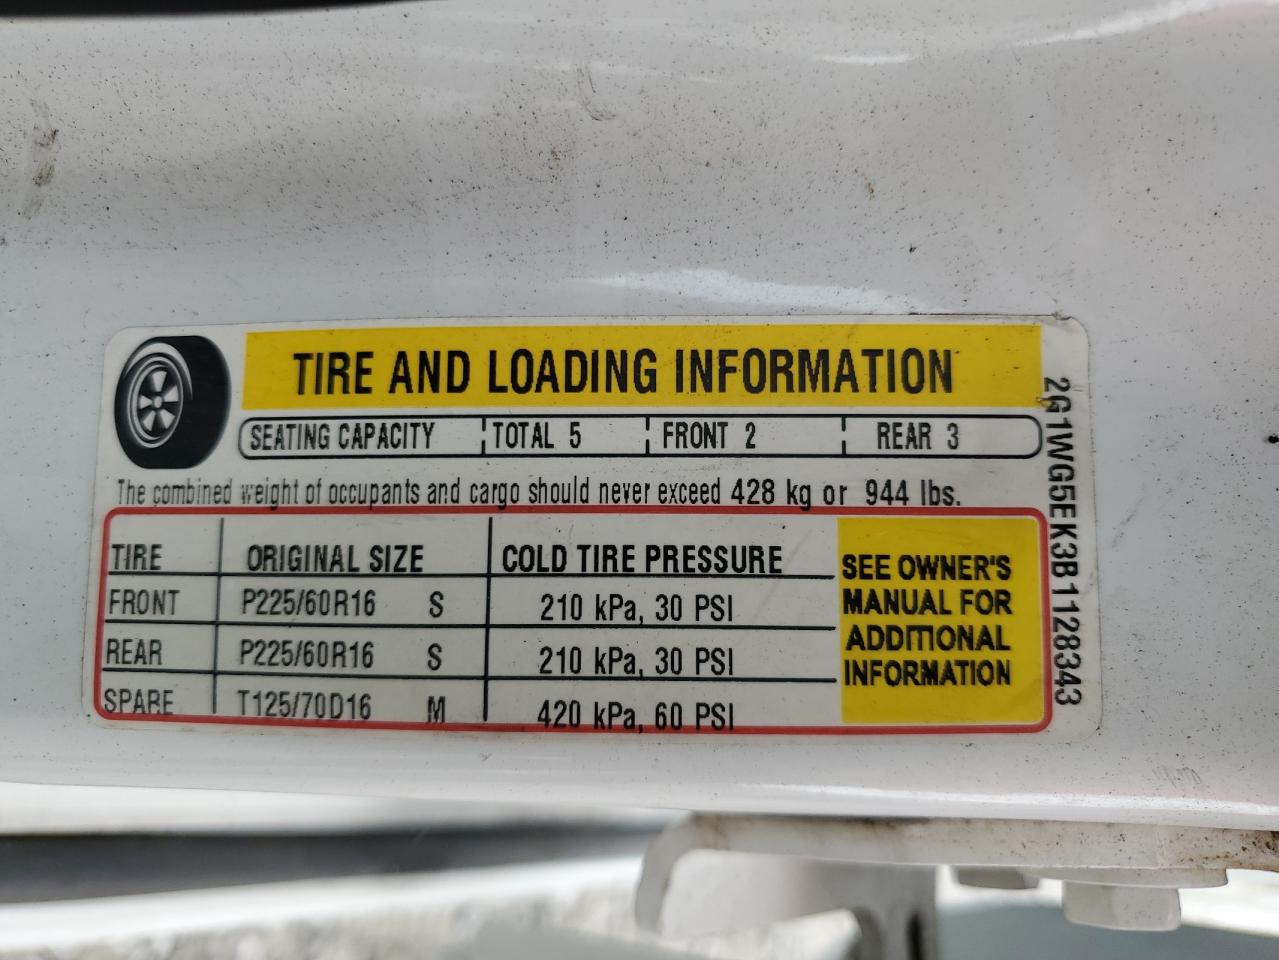 TIRE AND LOADING INFORMATION
SEATING CAPACITY TOTAL 5 FRONT 2 REAR 3
The combined weight of occupants and cargo should never exceed 428 kg or 944 lbs.
TIRE ORIGINAL SIZE COLD TIRE PRESSURE
FRONT P225/60R16 S 210 kPa, 30 PSI
REAR P225/60R16 S 210 kPa, 30 PSI
SPARE T125/70D16 M 420 kPa, 60 PSI
SEE OWNER'S
MANUAL FOR
ADDITIONAL
INFORMATION
2G1WG5EK3B1128343